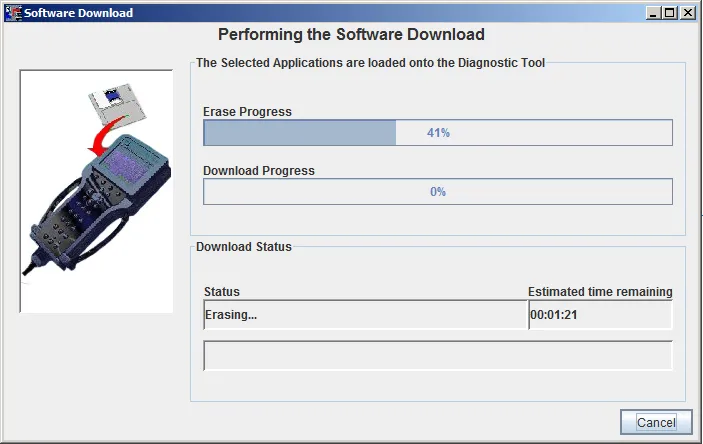 Software Download
Performing the Software Download
The Selected Applications are loaded onto the Diagnostic Tool
Erase Progress
41%
Download Progress
0%
Download Status
Status
Estimated time remaining
Erasing...
00:01:21
Cancel